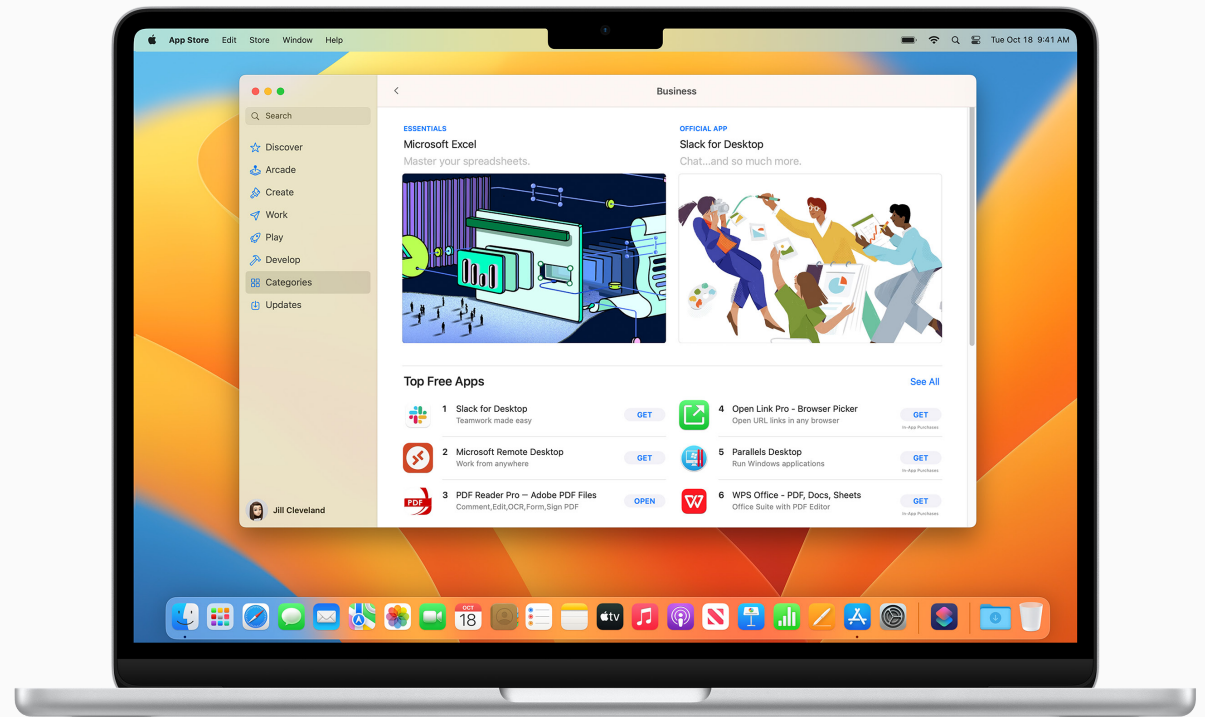 App Store Edit Store Window Help
Tue Oct 18 9:41 AM
Business
Search
Discover
Arcade
Create
Work
Play
Develop
Categories
Updates
Jill Cleveland
ESSENTIALS
Microsoft Excel
Master your spreadsheets.
OFFICIAL APP
Slack for Desktop
Chat...and so much more.
Top Free Apps
See All
1 Slack for Desktop
Teamwork made easy
GET
2 Microsoft Remote Desktop
Work from anywhere
GET
PDF
3 PDF Reader Pro – Adobe PDF Files
Comment,Edit,OCR,Form,Sign PDF
OPEN
4 Open Link Pro - Browser Picker
Open URL links in any browser
GET
In-App Purchases
5 Parallels Desktop
Run Windows applications
GET
In-App Purchases
W
6 WPS Office - PDF, Docs, Sheets
Office Suite with PDF Editor
GET
In-App Purchases
OCT
18
tv